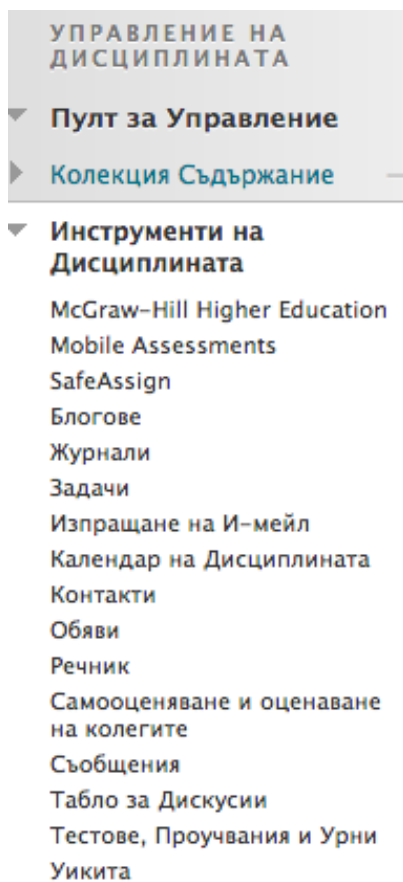 УПРАВЛЕНИЕ НА
ДИСЦИПЛИНАТА
Пулт за Управление
Колекция Съдържание
Инструменти на
Дисциплината
McGraw-Hill Higher Education
Mobile Assessments
SafeAssign
Блогове
Журнали
Задачи
Изпращане на И-мейл
Календар на Дисциплината
Контакти
Обяви
Речник
Самооценяване и оценаване
на колегите
Съобщения
Табло за Дискусии
Тестове, Проучвания и Урни
Уикита